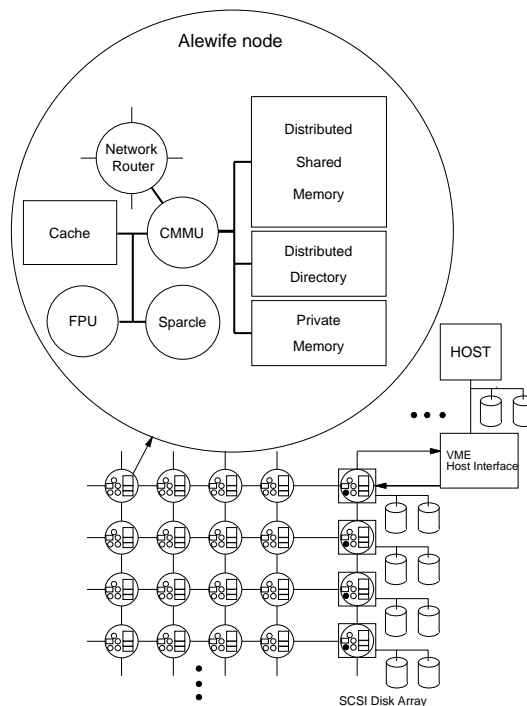 Alewife node
Network
Router
Cache
CMMU
FPU
Sparcle
Distributed
Shared
Memory
Distributed
Directory
Private
Memory
HOST
VME
Host Interface
SCSI Disk Array